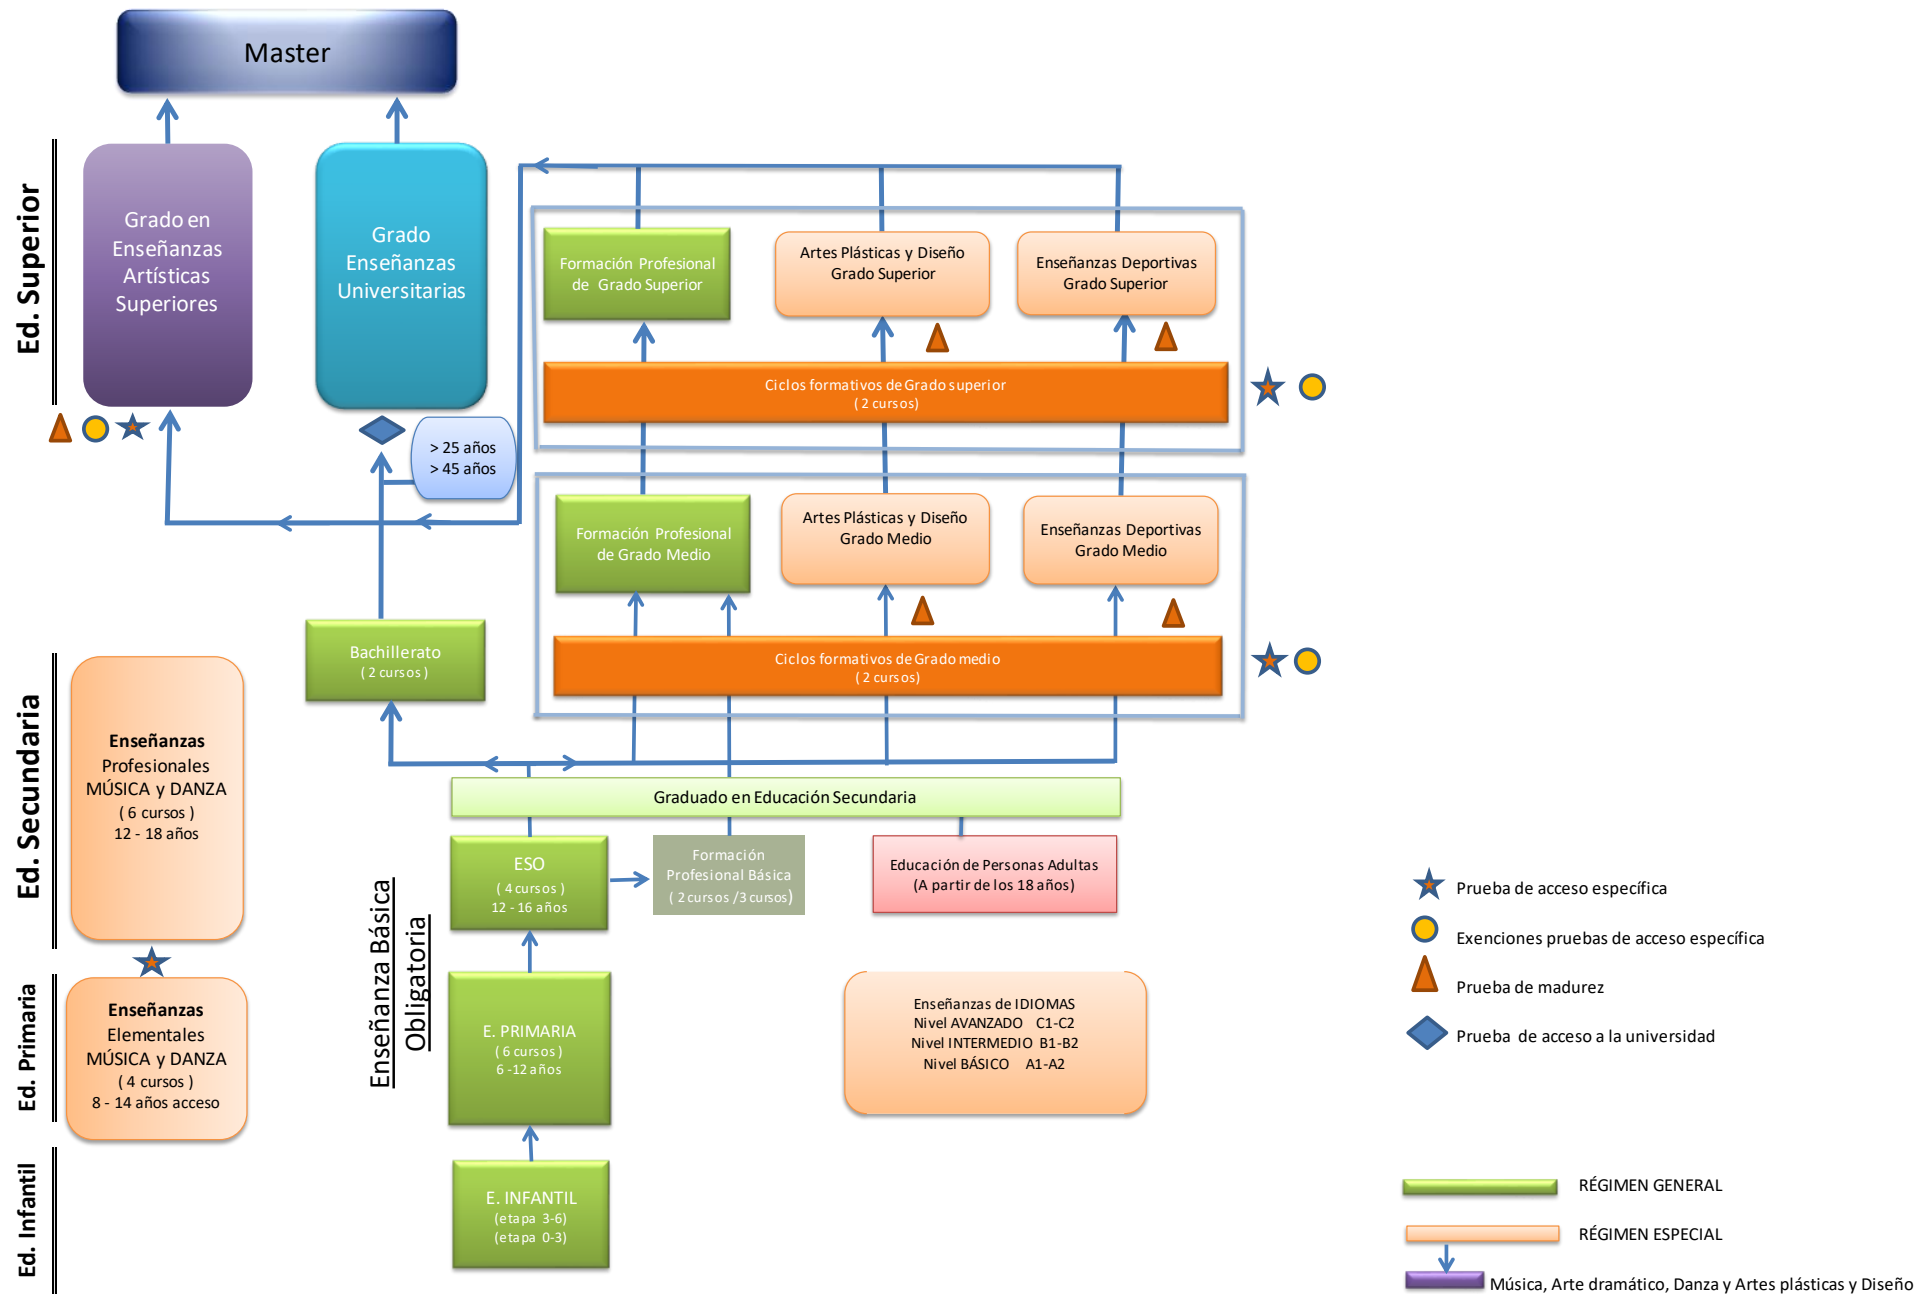 Master
Ed. Superior
Grado en
Enseñanzas
Artísticas
Superiores
Grado
Enseñanzas
Universitarias
> 25 años
> 45 años
Formación Profesional
de Grado Superior
Artes Plásticas y Diseño
Grado Superior
Enseñanzas Deportivas
Grado Superior
Ciclos formativos de Grado superior
( 2 cursos)
Formación Profesional
de Grado Medio
Artes Plásticas y Diseño
Grado Medio
Enseñanzas Deportivas
Grado Medio
Ciclos formativos de Grado medio
( 2 cursos)
Bachillerato
( 2 cursos )
Ed. Secundaria
Enseñanzas
Profesionales
MÚSICA y DANZA
( 6 cursos )
12 - 18 años
Graduado en Educación Secundaria
ESO
( 4 cursos )
12 - 16 años
Formación
Profesional Básica
( 2 cursos /3 cursos)
Educación de Personas Adultas
(A partir de los 18 años)
Enseñanza Básica
Obligatoria
Ed. Primaria
Enseñanzas
Elementales
MÚSICA y DANZA
( 4 cursos )
8 - 14 años acceso
E. PRIMARIA
( 6 cursos )
6 -12 años
Enseñanzas de IDIOMAS
Nivel AVANZADO C1-C2
Nivel INTERMEDIO B1-B2
Nivel BÁSICO A1-A2
Ed. Infantil
E. INFANTIL
(etapa 3-6)
(etapa 0-3)
Prueba de acceso específica
Exenciones pruebas de acceso específica
Prueba de madurez
Prueba de acceso a la universidad
RÉGIMEN GENERAL
RÉGIMEN ESPECIAL
Música, Arte dramático, Danza y Artes plásticas y Diseño